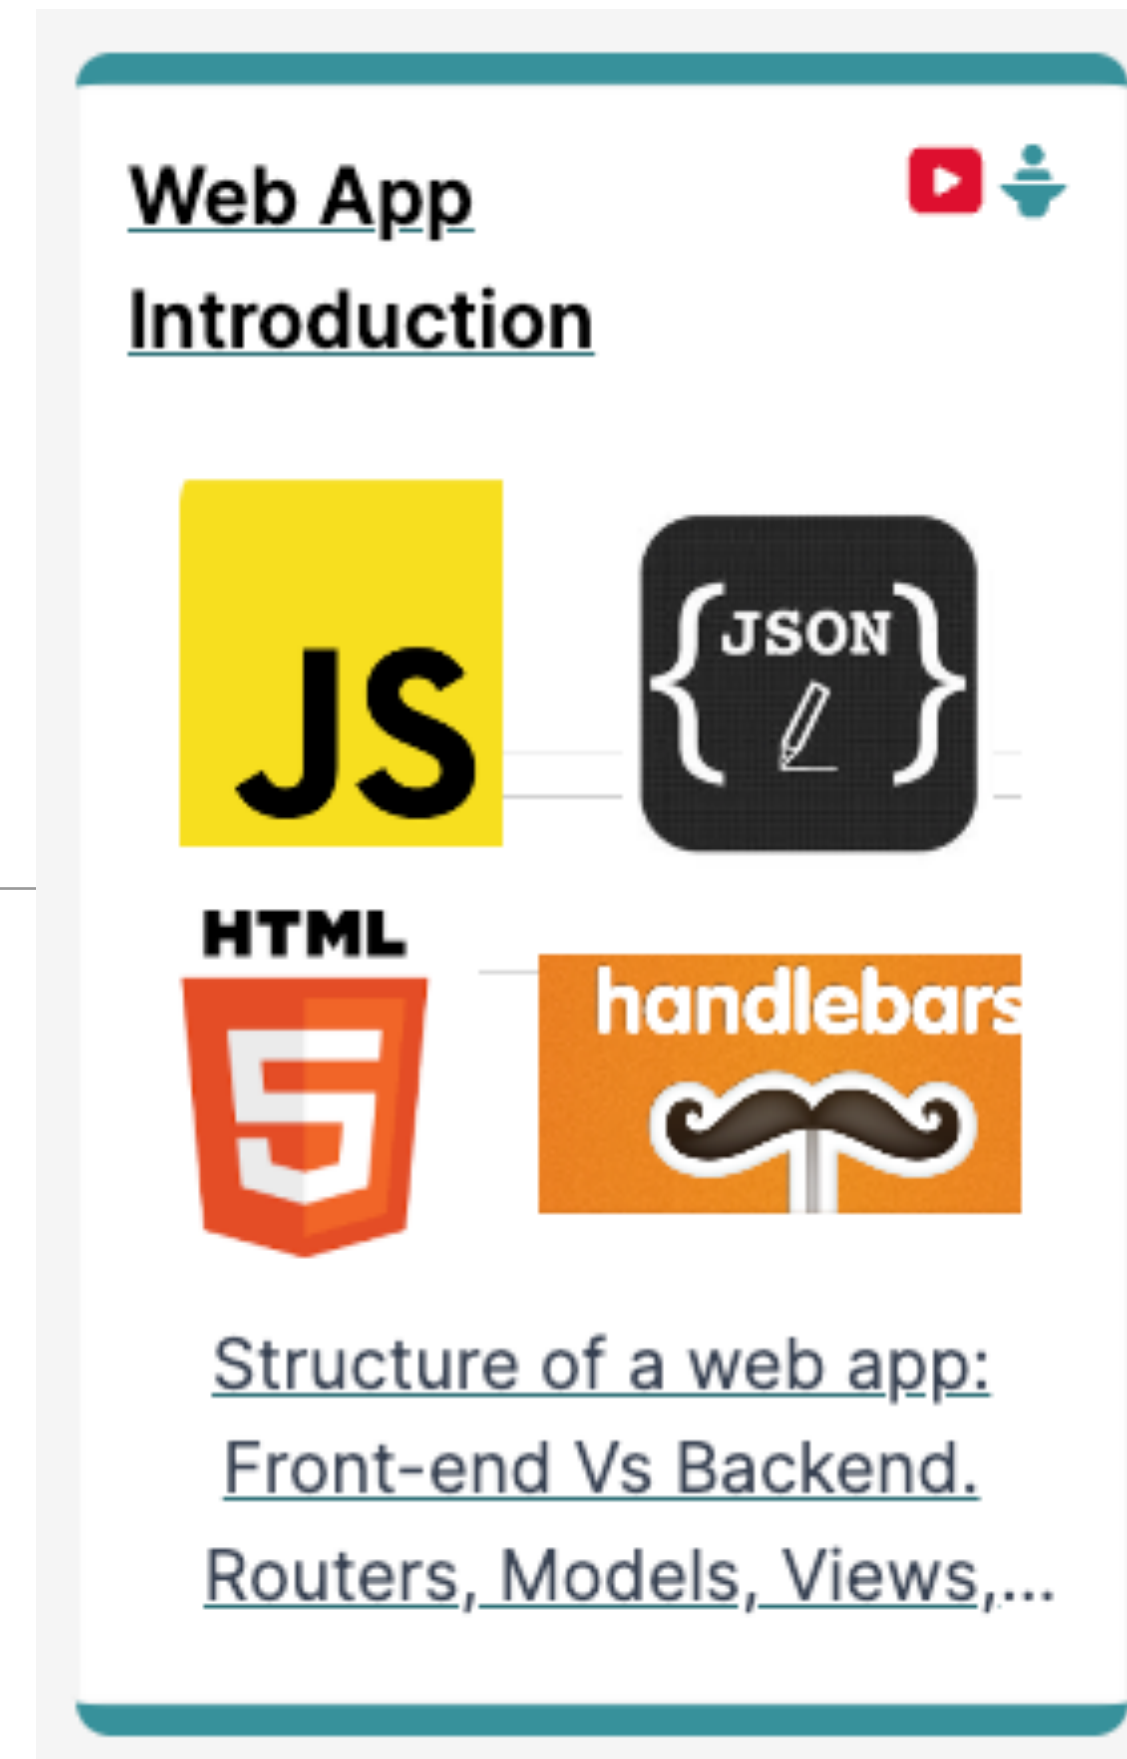 Web App
Introduction
JS
JSON
HTML
5
handlebars
Structure of a web app:
Front-end Vs Backend.
Routers, Models, Views,...